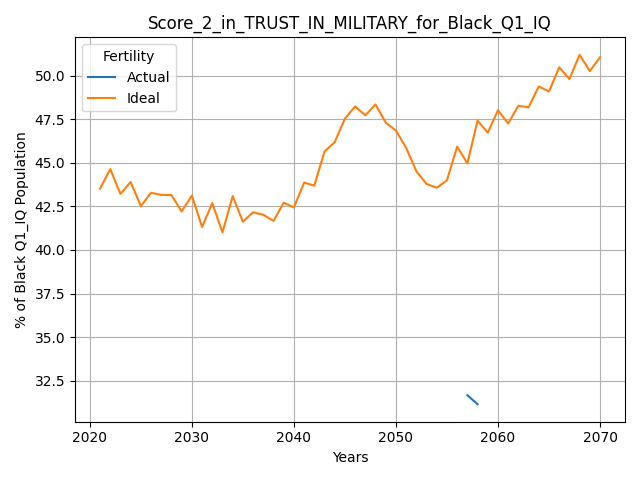 Score_2_in_TRUST_IN_MILITARY_for_Black_Q1_IQ
Fertility
Actual
Ideal
% of Black Q1_IQ Population
50.0
47.5
45.0
42.5
40.0
37.5
35.0
32.5
2020
2030
2040
2050
2060
2070
Years